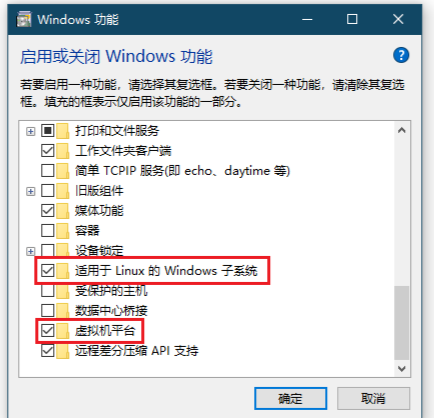 Windows 功能
启用或关闭 Windows 功能
若要启用一种功能，请选择其复选框。若要关闭一种功能，请清除其复选
框。填充的框表示仅启用该功能的一部分。
打印和文件服务
工作文件夹客户端
简单 TCPIP 服务(即 echo、daytime 等)
旧版组件
媒体功能
容器
设备锁定
适用于 Linux 的 Windows 子系统
受保护的主机
数据中心桥接
虚拟机平台
远程差分压缩 API 支持
确定
取消